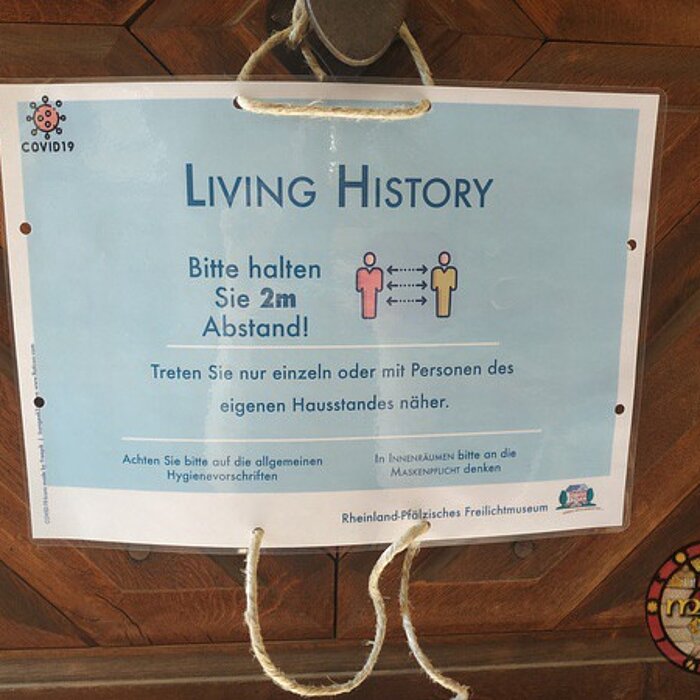 COVID19
LIVING HISTORY
Bitte halten
Sie 2m
Abstand!
Treten Sie nur einzeln oder mit Personen des
eigenen Hausstandes näher.
Achten Sie bitte auf die allgemeinen
Hygienevorschriften
In INNENRÄUMEN bitte an die
MASKENPFLICHT denken
Rheinland-Pfälzisches Freilichtmuseum